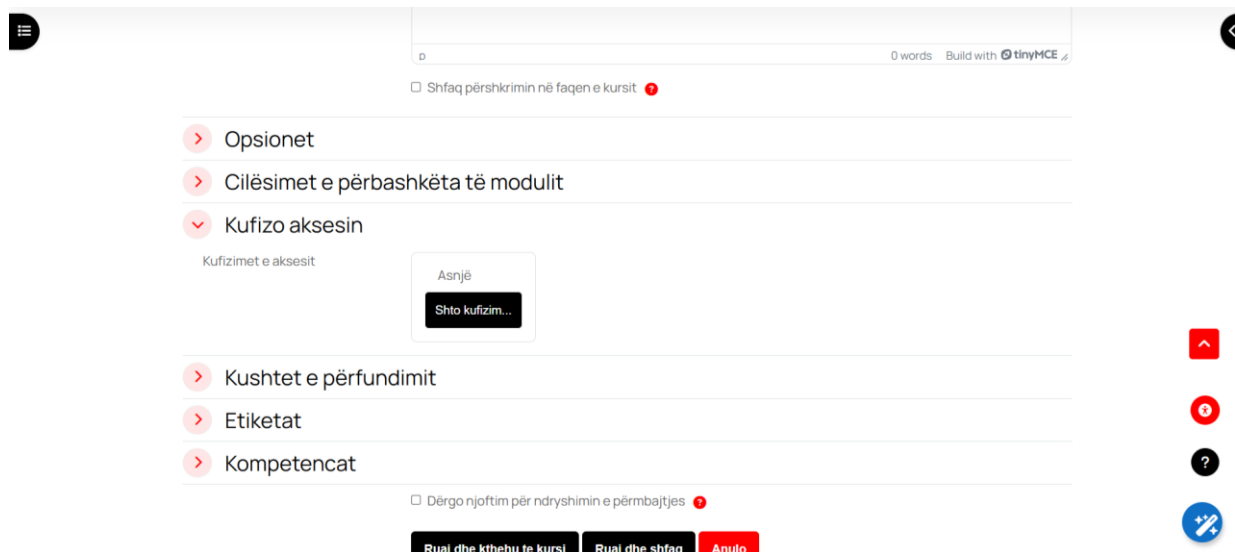 p 0 words Build with tinyMCE
Shfaq përshkrimin në faqen e kursit ?
Opsionet
Cilësimet e përbashkëta të modulit
Kufizo aksesin
Kufizimet e aksesit
Asnjë
Shto kufizim...
Kushtet e përfundimit
Etiketat
Kompetencat
?
Dërgo njoftim për ndryshimin e përmbajtjes ?
Ruaj dhe kthehu te kursi Ruaj dhe shfaq Anulo